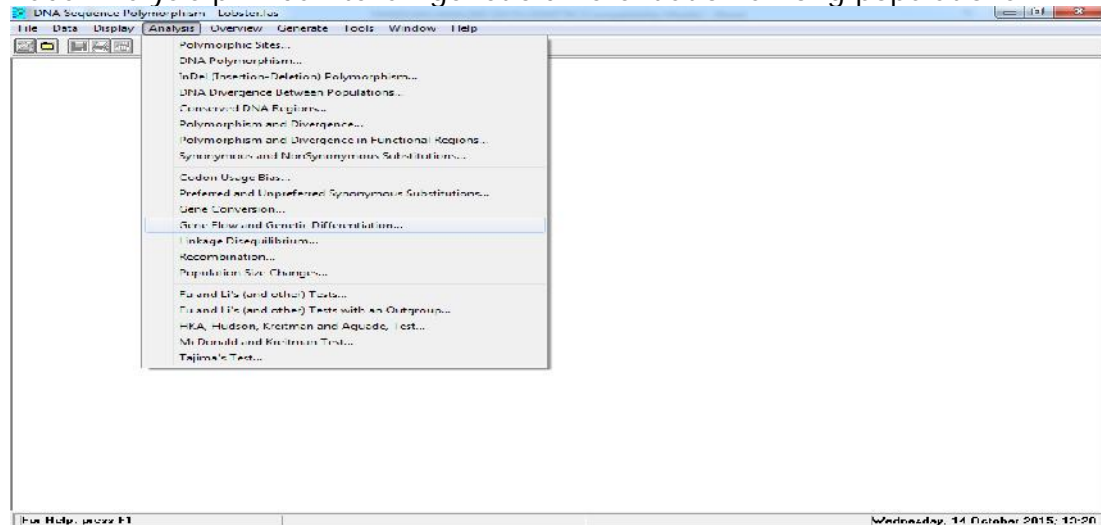 DNA Sequence Polymorphism Lobster.fas
File Data Display Analysis Overview Generate Tools Window Help
Polymorphic Sites...
DNA Polymorphism...
InDel (Insertion-Deletion) Polymorphism...
DNA Divergence Between Populations...
Conserved DNA Regions...
Polymorphism and Divergence...
Polymorphism and Divergence in Functional Regions...
Synonymous and NonSynonymous Substitutions...
Codon Usage Bias...
Preferred and Unpreferred Synonymous Substitutions...
Gene Conversion...
Gene Flow and Genetic Differentiation...
Linkage Disequilibrium...
Recombination...
Population Size Changes...
Fu and Li's (and other) Tests...
Fu and Li's (and other) Tests with an Outgroup...
HKA, Hudson, Kreitman and Aguade, Test...
McDonald and Kreitman Test...
Tajima's Test...
For Help, press F1
Wednesday, 14 October 2015; 13:20